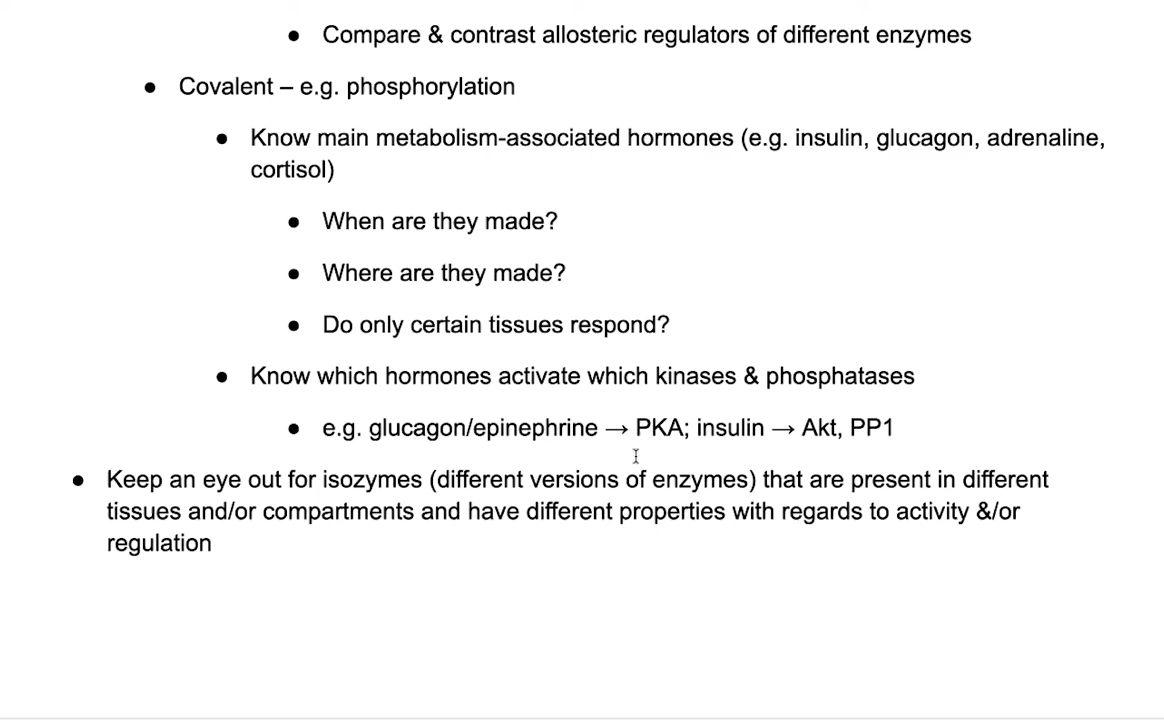 ● Compare & contrast allosteric regulators of different enzymes
● Covalent – e.g. phosphorylation
● Know main metabolism-associated hormones (e.g. insulin, glucagon, adrenaline,
cortisol)
● When are they made?
● Where are they made?
● Do only certain tissues respond?
● Know which hormones activate which kinases & phosphatases
● e.g. glucagon/epinephrine → PKA; insulin → Akt, PP1
● Keep an eye out for isozymes (different versions of enzymes) that are present in different
tissues and/or compartments and have different properties with regards to activity &/or
regulation